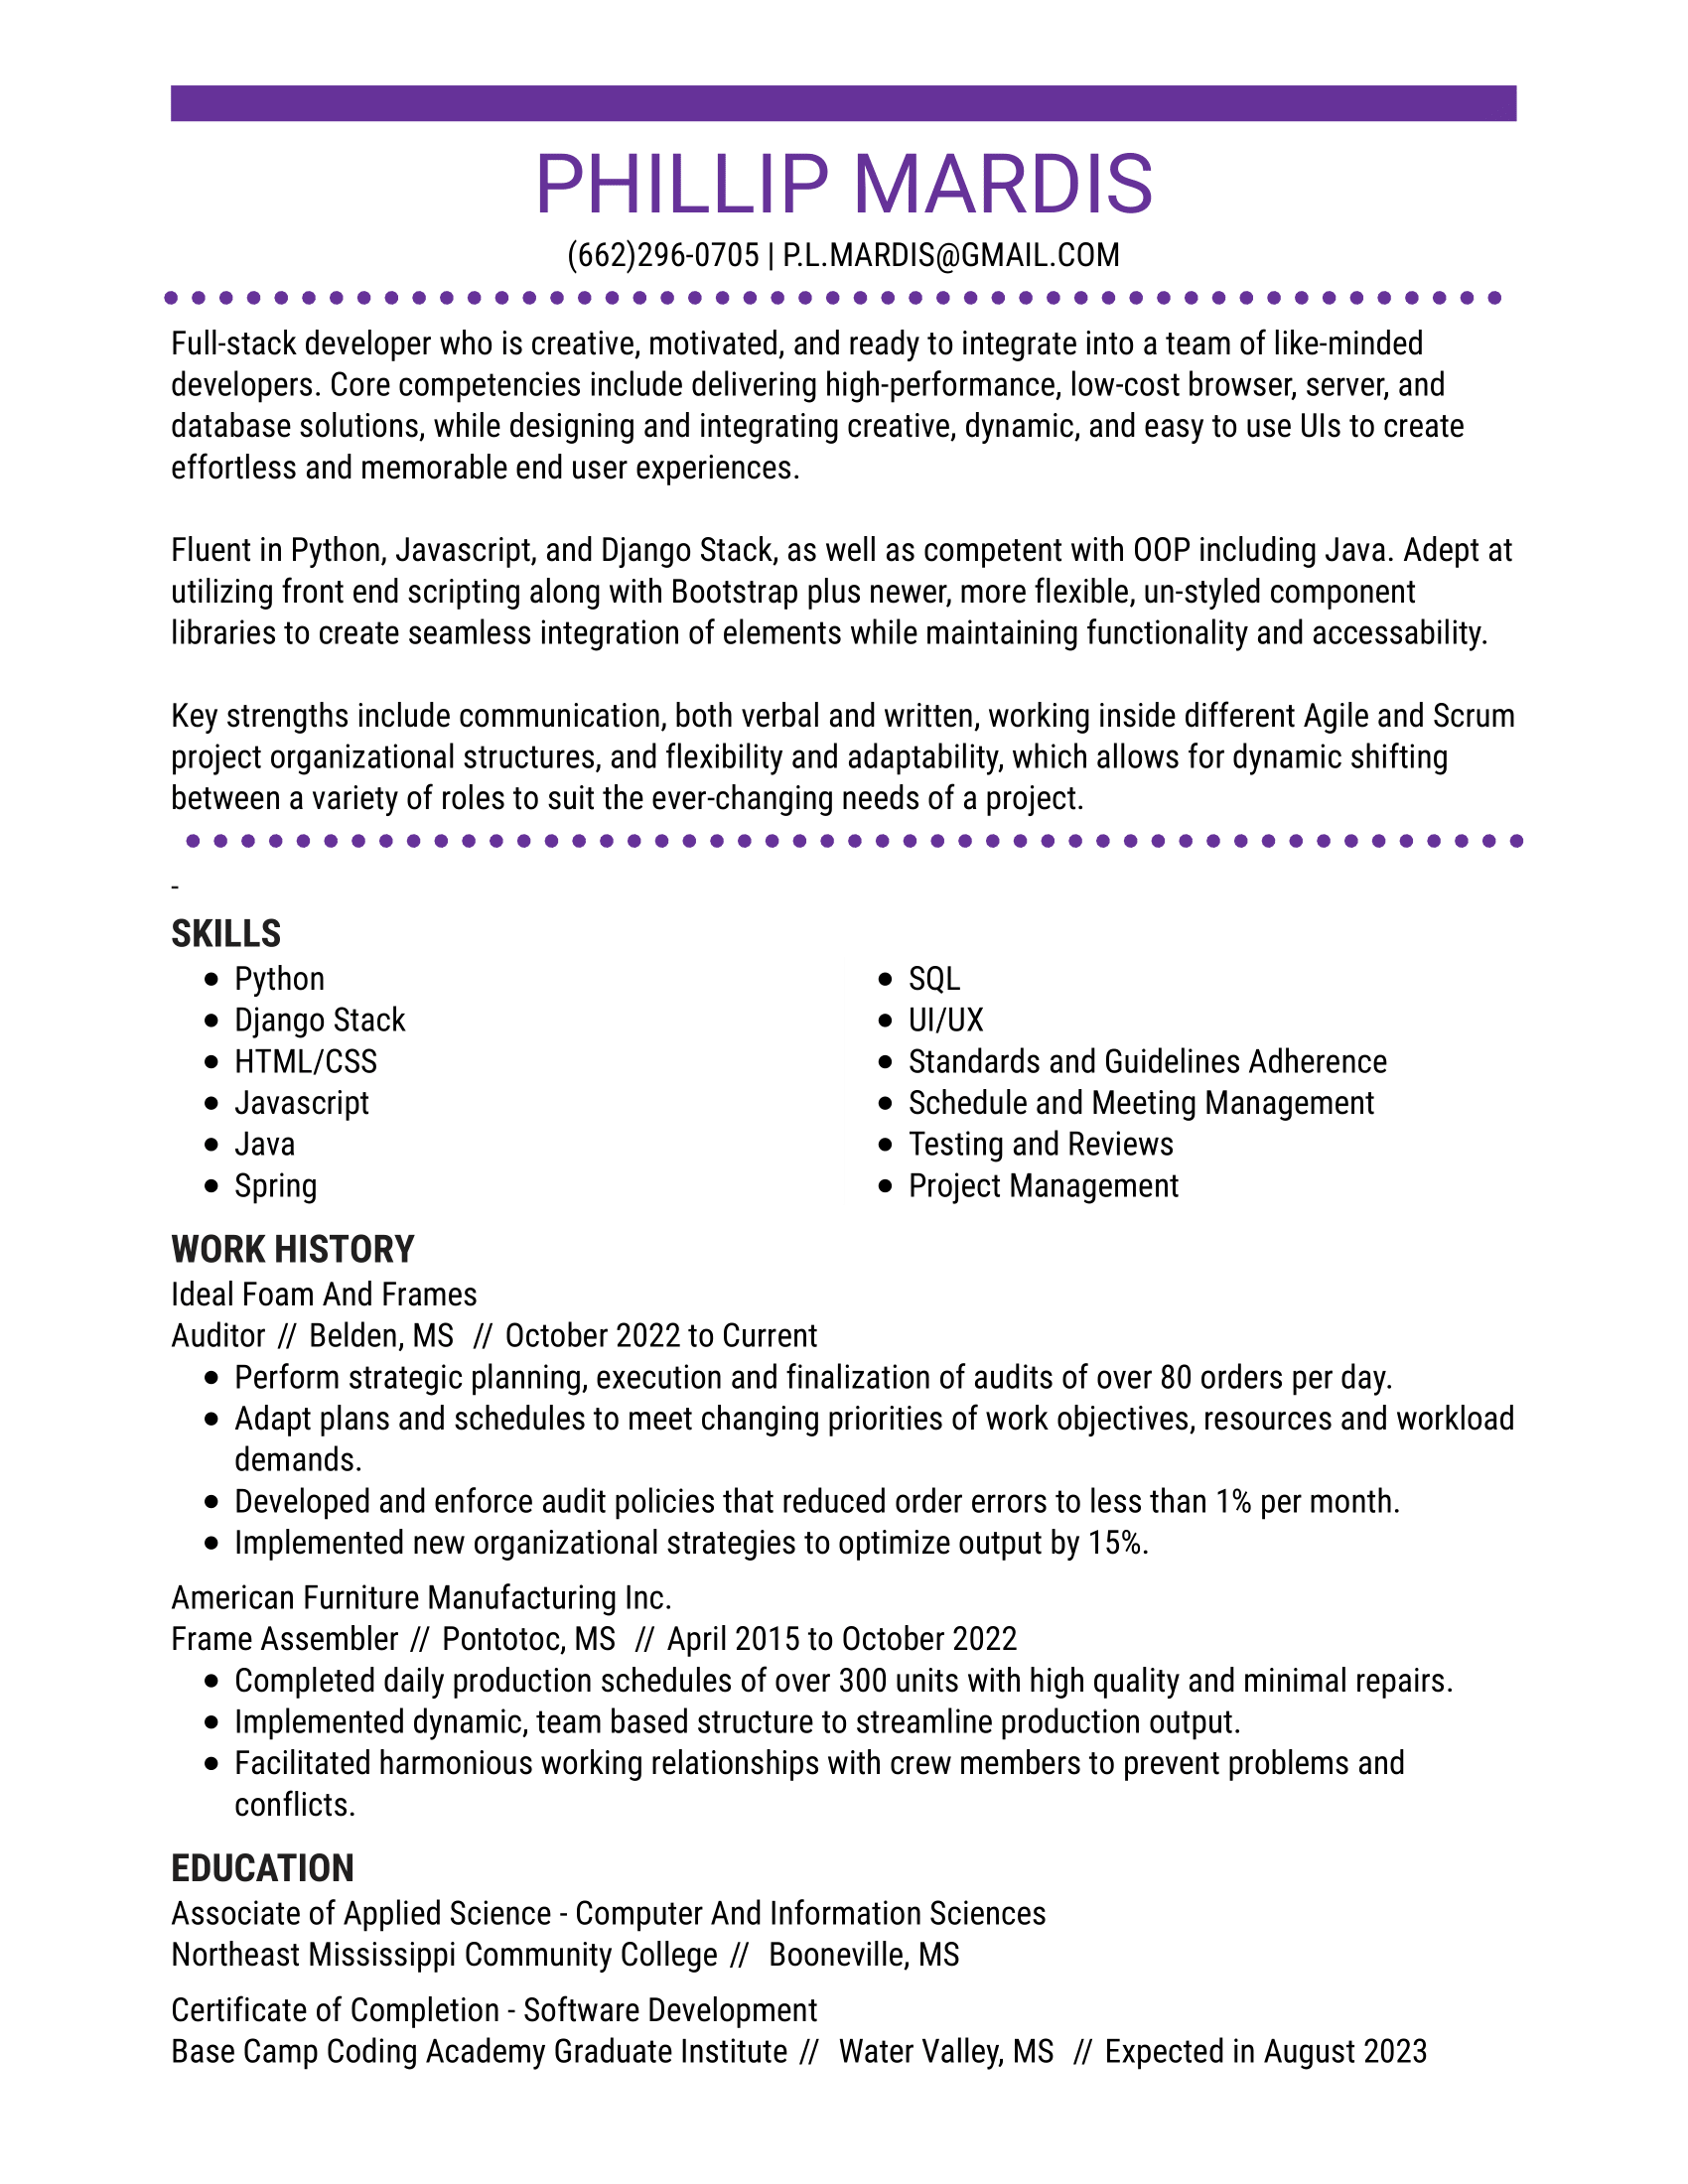 PHILLIP MARDIS
(662)296-0705 | P.L.MARDIS@GMAIL.COM
Full-stack developer who is creative, motivated, and ready to integrate into a team of like-minded
developers. Core competencies include delivering high-performance, low-cost browser, server, and
database solutions, while designing and integrating creative, dynamic, and easy to use UIs to create
effortless and memorable end user experiences.
Fluent in Python, Javascript, and Django Stack, as well as competent with OOP including Java. Adept at
utilizing front end scripting along with Bootstrap plus newer, more flexible, un-styled component
libraries to create seamless integration of elements while maintaining functionality and accessability.
Key strengths include communication, both verbal and written, working inside different Agile and Scrum
project organizational structures, and flexibility and adaptability, which allows for dynamic shifting
between a variety of roles to suit the ever-changing needs of a project.
-
SKILLS
• Python
• Django Stack
• HTML/CSS
• Javascript
• Java
• Spring
• SQL
• UI/UX
• Standards and Guidelines Adherence
• Schedule and Meeting Management
• Testing and Reviews
• Project Management
WORK HISTORY
Ideal Foam And Frames
Auditor // Belden, MS // October 2022 to Current
• Perform strategic planning, execution and finalization of audits of over 80 orders per day.
• Adapt plans and schedules to meet changing priorities of work objectives, resources and workload
demands.
• Developed and enforce audit policies that reduced order errors to less than 1% per month.
• Implemented new organizational strategies to optimize output by 15%.
American Furniture Manufacturing Inc.
Frame Assembler // Pontotoc, MS // April 2015 to October 2022
• Completed daily production schedules of over 300 units with high quality and minimal repairs.
• Implemented dynamic, team based structure to streamline production output.
• Facilitated harmonious working relationships with crew members to prevent problems and
conflicts.
EDUCATION
Associate of Applied Science - Computer And Information Sciences
Northeast Mississippi Community College // Booneville, MS
Certificate of Completion - Software Development
Base Camp Coding Academy Graduate Institute // Water Valley, MS // Expected in August 2023